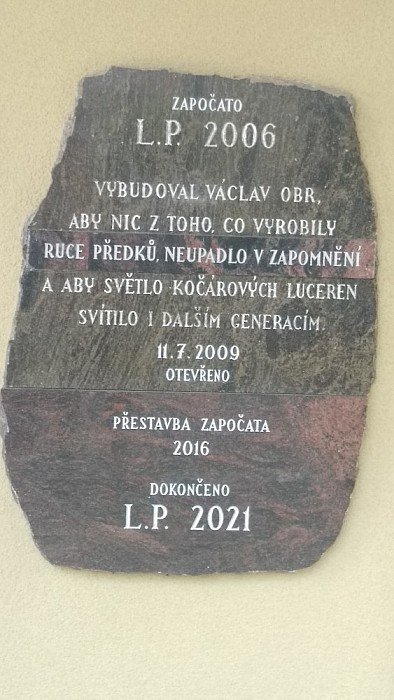 ZAPOČATO
L.P. 2006
VYBUDOVAL VÁCLAV OBR,
ABY NIC Z TOHO, CO VYROBILY
RUCE PŘEDKŮ, NEUPADLO V ZAPOMNĚNÍ
A ABY SVĚTLO KOČÁROVÝCH LUCEREN
SVÍTILO I DALŠÍM GENERACÍM.
11.7.2009
OTEVŘENO
PŘESTAVBA ZAPOČATA
2016
DOKONČENO
L.P. 2021